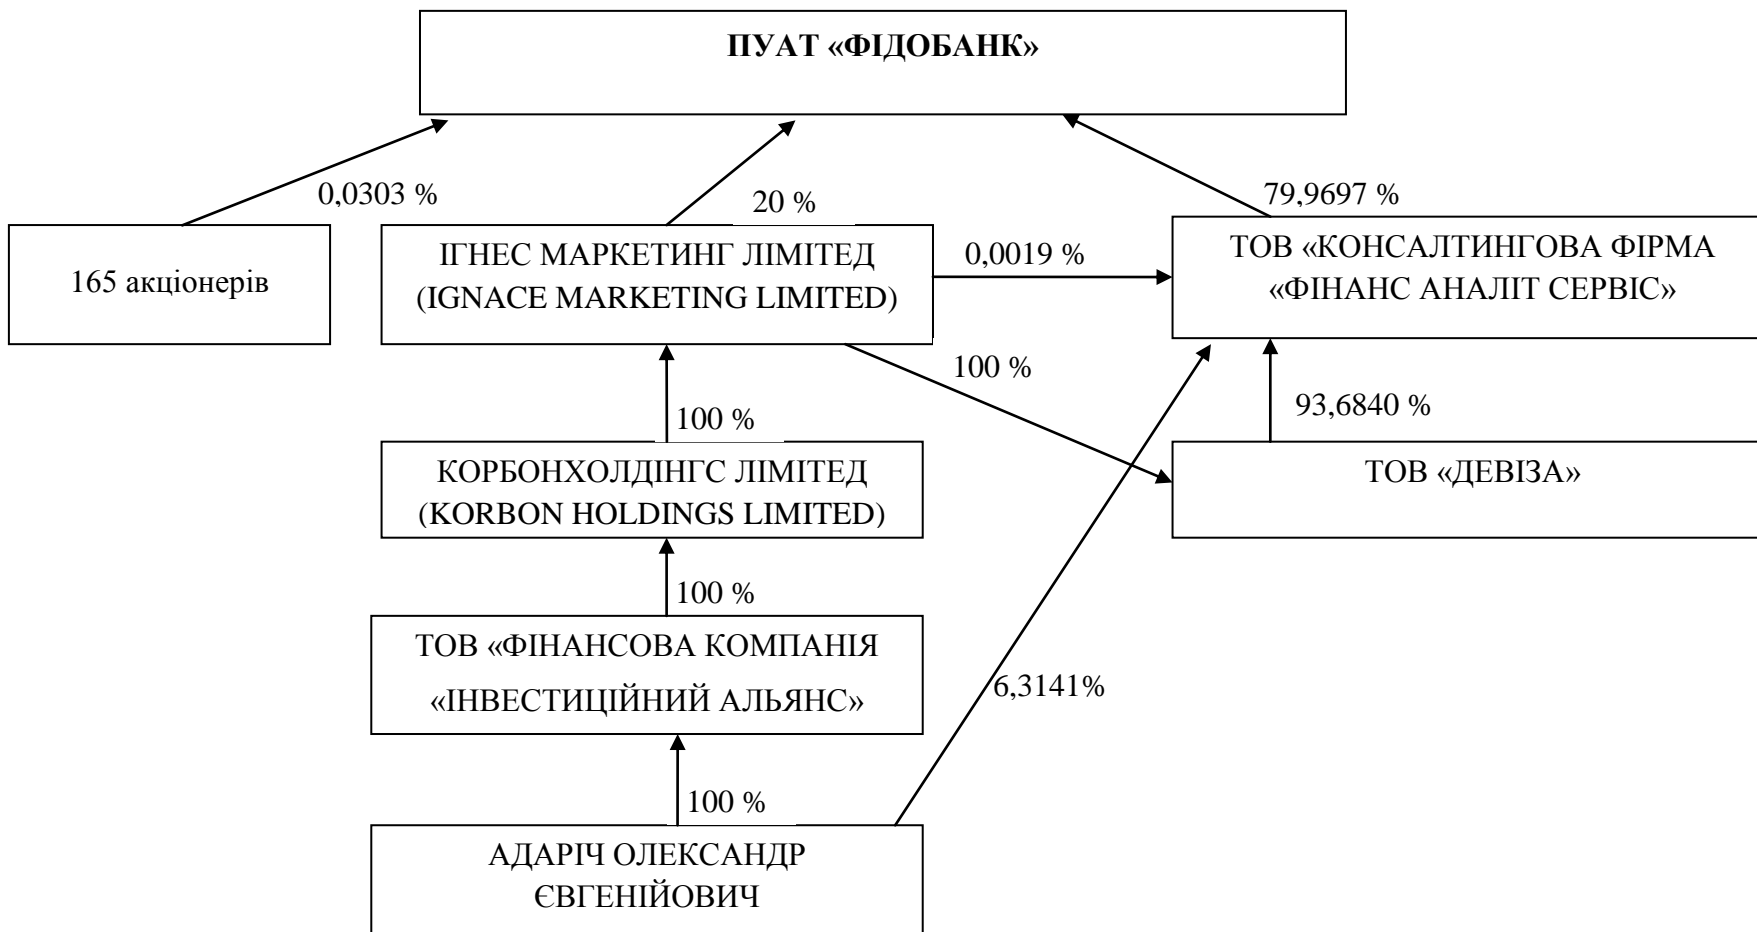 ПУАТ «ФІДОБАНК»
0,0303 %
20 %
79,9697 %
165 акціонерів
ІГНЕС МАРКЕТИНГ ЛІМІТЕД
(IGNACE MARKETING LIMITED)
0,0019 %
ТОВ «КОНСАЛТИНГОВА ФІРМА
«ФІНАНС АНАЛІТ СЕРВІС»
100 %
100 %
93,6840 %
КОРБОНХОЛДІНГС ЛІМІТЕД
(KORBON HOLDINGS LIMITED)
ТОВ «ДЕВІЗА»
100 %
ТОВ «ФІНАНСОВА КОМПАНІЯ
«ІНВЕСТИЦІЙНИЙ АЛЬЯНС»
6,3141%
100 %
АДАРІЧ ОЛЕКСАНДР
ЄВГЕНІЙОВИЧ